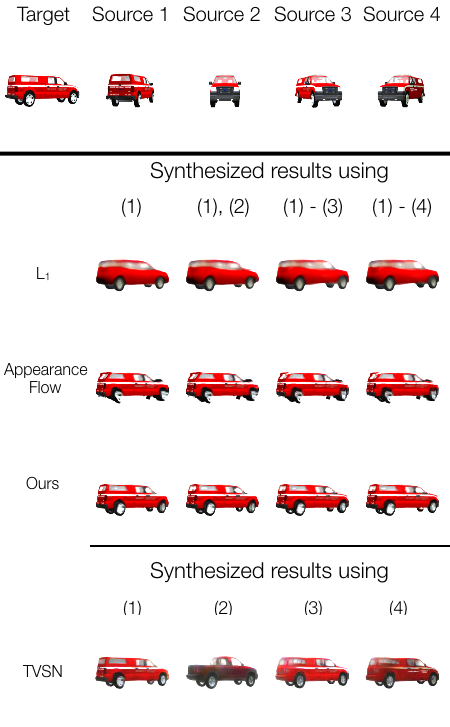 Target Source 1 Source 2 Source 3 Source 4
Synthesized results using
(1) (1), (2) (1) - (3) (1) - (4)
L₁
Appearance
Flow
Ours
Synthesized results using
(1) (2) (3) (4)
TVSN